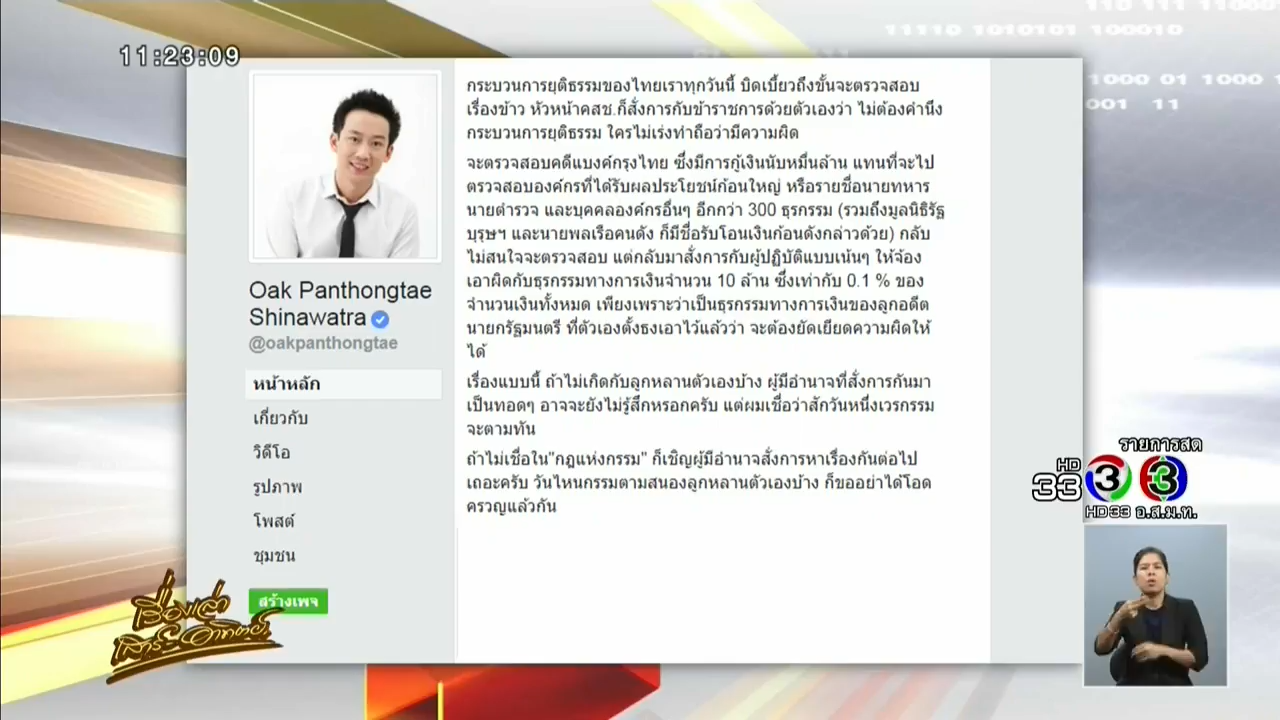 110 111 11000
11110 1010101 100010
11:23:09
1000 01 1000 1
001 11
กระบวนการยุติธรรมของไทยเราทุกวันนี้ บิดเบี้ยวถึงขั้นจะตรวจสอบ
เรื่องข้าว หัวหน้าคสช.ก็สั่งการกับข้าราชการด้วยตัวเองว่า ไม่ต้องคำนึง
กระบวนการยุติธรรม ใครไม่เร่งทำถือว่ามีความผิด
จะตรวจสอบคดีแบงค์กรุงไทย ซึ่งมีการกู้เงินนับหมื่นล้าน แทนที่จะไป
ตรวจสอบองค์กรที่ได้รับผลประโยชน์ก้อนใหญ่ หรือรายชื่อนายทหาร
นายตำรวจ และบุคคลองค์กรอื่นๆ อีกกว่า 300 ธุรกรรม (รวมถึงมูลนิธิรัฐ
บุรุษฯ และนายพลเรือคนดัง ก็มีชื่อรับโอนเงินก้อนดังกล่าวด้วย) กลับ
ไม่สนใจจะตรวจสอบ แต่กลับมาสั่งการกับผู้ปฏิบัติแบบเน้นๆ ให้จ้อง
เอาผิดกับธุรกรรมทางการเงินจำนวน 10 ล้าน ซึ่งเท่ากับ 0.1 % ของ
จำนวนเงินทั้งหมด เพียงเพราะว่าเป็นธุรกรรมทางการเงินของลูกอดีต
นายกรัฐมนตรี ที่ตัวเองตั้งธงเอาไว้แล้วว่า จะต้องยัดเยียดความผิดให้
ได้
เรื่องแบบนี้ ถ้าไม่เกิดกับลูกหลานตัวเองบ้าง ผู้มีอำนาจที่สั่งการกันมา
เป็นทอดๆ อาจจะยังไม่รู้สึกหรอกครับ แต่ผมเชื่อว่าสักวันหนึ่งเวรกรรม
จะตามทัน
ถ้าไม่เชื่อใน"กฎแห่งกรรม" ก็เชิญผู้มีอำนาจสั่งการหาเรื่องกันต่อไป
เถอะครับ วันไหนกรรมตามสนองลูกหลานตัวเองบ้าง ก็ขออย่าได้โอด
ครวญแล้วกัน
Oak Panthongtae
Shinawatra
@oakpanthongtae
หน้าหลัก
เกี่ยวกับ
วิดีโอ
รูปภาพ
โพสต์
ชุมชน
สร้างเพจ
เรื่องเล่า
เสาร์-อาทิตย์
รายการสด
HD
33 3 3
HD33 อ.ส.ม.ท.